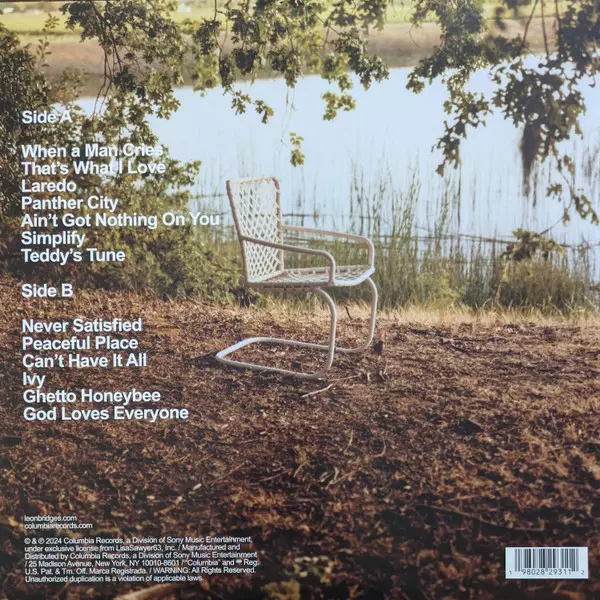 Side A
When a Man Cries
That's What I Love
Laredo
Panther City
Ain't Got Nothing On You
Simplify
Teddy's Tune
Side B
Never Satisfied
Peaceful Place
Can't Have It All
Ivy
Ghetto Honeybee
God Loves Everyone
leonbridges.com
columbiarecords.com
© & ℗ 2024 Columbia Records, a Division of Sony Music Entertainment,
under exclusive license from LisaSawyer63, Inc. / Manufactured and
Distributed by Columbia Records, a Division of Sony Music Entertainment
/ 25 Madison Avenue, New York, NY 10010-8601 / "Columbia" and Reg.
U.S. Pat. & Tm. Off. Marca Registrada. / WARNING: All Rights Reserved.
Unauthorized duplication is a violation of applicable laws.
1 98028 29311 2